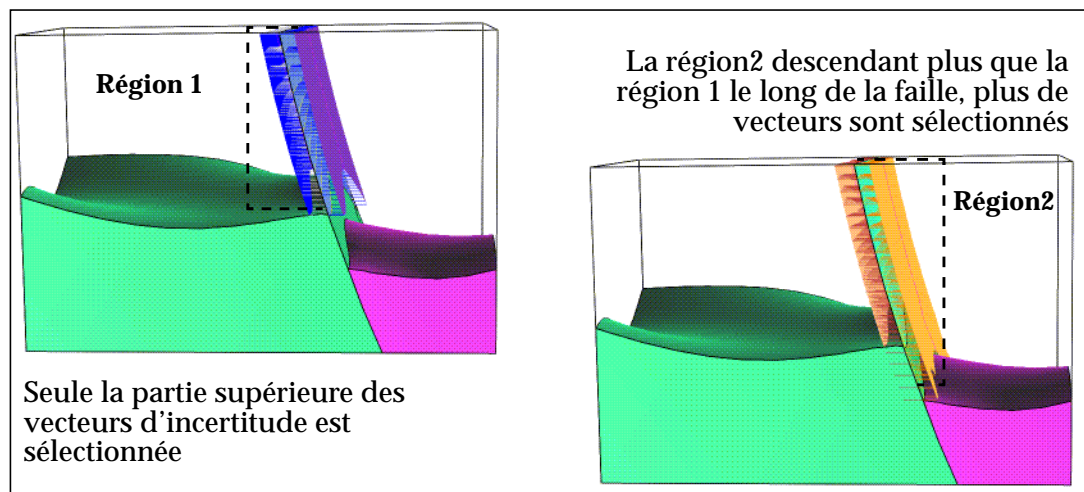 Région 1
La région2 descendant plus que la
région 1 le long de la faille, plus de
vecteurs sont sélectionnés
Région2
Seule la partie supérieure des
vecteurs d'incertitude est
sélectionnée